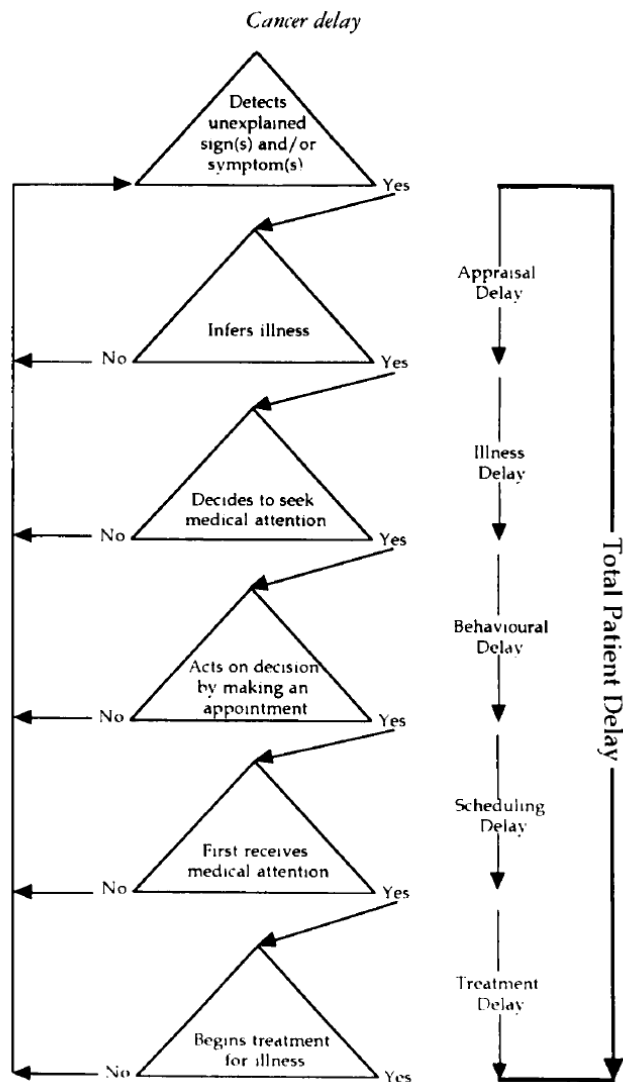 Cancer delay
Detects
unexplained
sign(s) and/or
symptom(s)
Yes
Appraisal
Delay
Infers illness
No
Yes
Illness
Delay
Decides to seek
medical attention
No
Yes
Behavioural
Delay
Acts on decision
by making an
appointment
No
Yes
Scheduling
Delay
First receives
medical attention
No
Yes
Treatment
Delay
Begins treatment
for illness
No
Yes
Total Patient Delay